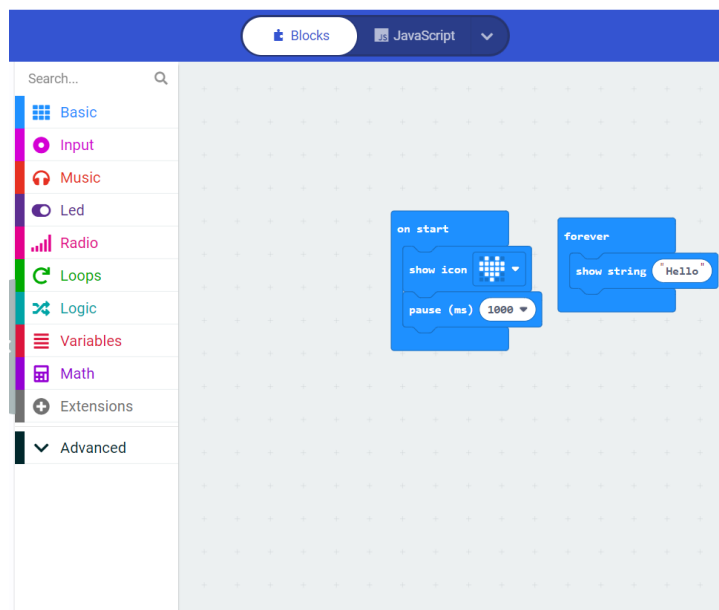 Blocks
JS JavaScript
Search...
Basic
Input
Music
Led
Radio
Loops
Logic
Variables
Math
Extensions
Advanced
on start
show icon
pause (ms) 1000
forever
show string "Hello"